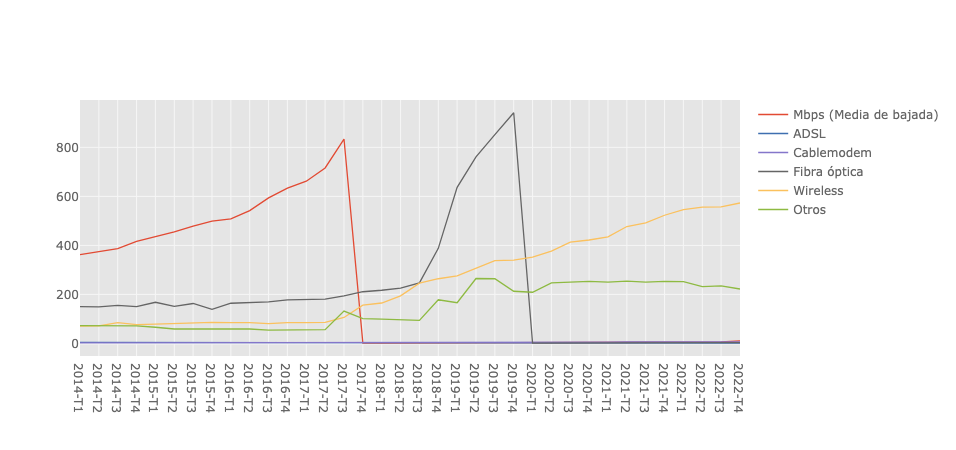 800
600
400
200
0
2014-T1
2014-T2
2014-T3
2014-T4
2015-T1
2015-T2
2015-T3
2015-T4
2016-T1
2016-T2
2016-T3
2016-T4
2017-T1
2017-T2
2017-T3
2017-T4
2018-T1
2018-T2
2018-T3
2018-T4
2019-T1
2019-T2
2019-T3
2019-T4
2020-T1
2020-T2
2020-T3
2020-T4
2021-T1
2021-T2
2021-T3
2021-T4
2022-T1
2022-T2
2022-T3
2022-T4
Mbps (Media de bajada)
ADSL
Cablemodem
Fibra óptica
Wireless
Otros